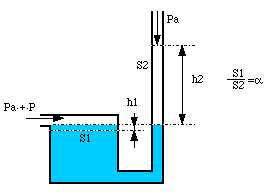 Pa
S2
S1
S2 =α
h2
h1
Pa·+·P
S1